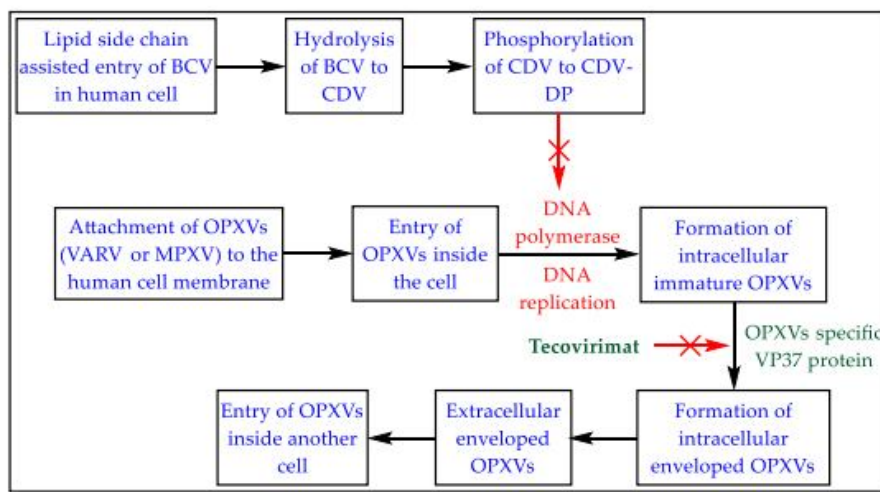 Lipid side chain
assisted entry of BCV
in human cell
Hydrolysis
of BCV to
CDV
Phosphorylation
of CDV to CDV-
DP
Attachment of OPXVs
(VARV or MPXV) to the
human cell membrane
Entry of
OPXVs inside
the cell
DNA
polymerase
DNA
replication
Formation of
intracellular
immature OPXVs
Tecovirimat
OPXVs specific
VP37 protein
Entry of OPXVs
inside another
cell
Extracellular
enveloped
OPXVs
Formation of
intracellular
enveloped OPXVs